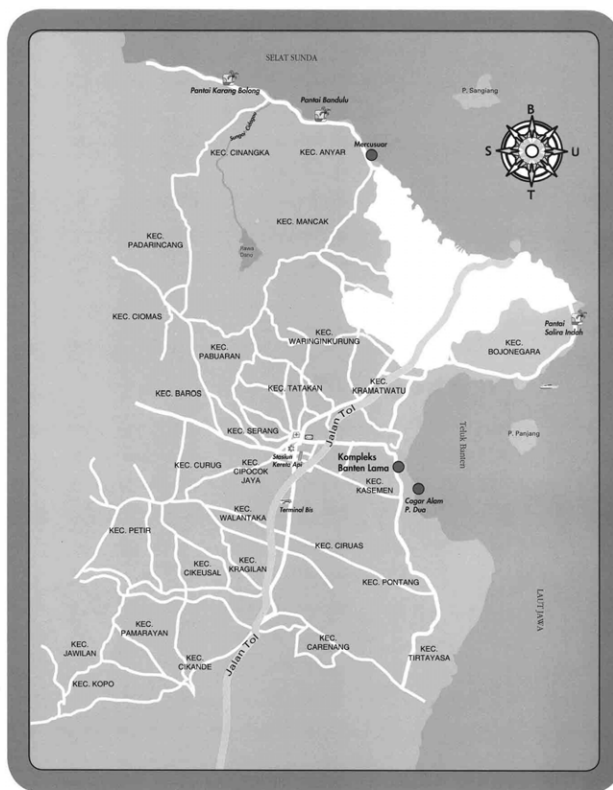 SELAT SUNDA
Pantai Karang Bolong
Pantai Bandulu
P. Sangiang
B
S
U
T
Mercusuar
Sungai Cidagan
KEC. CINANGKA
KEC. ANYAR
KEC. MANCAK
KEC.
PADARINCANG
Rawa
Danu
KEC. CIOMAS
KEC.
PABUARAN
KEC.
WARINGINKURUNG
Pantai
Salira Indah
KEC.
BOJONEGARA
KEC. BAROS
KEC. TATAKAN
KEC.
KRAMATWATU
KEC. SERANG
Jalan Tol
Teluk Banten
P. Panjang
Stasiun
Kereta Api
KEC. CURUG
KEC.
CIPOCOK
JAYA
Kompleks
Banten Lama
KEC.
KASEMEN
Cagar Alam
P. Dua
Terminal Bis
KEC.
WALANTAKA
KEC. PETIR
KEC. CIRUAS
KEC.
CIKEUSAL
KEC.
KRAGILAN
KEC. PONTANG
LAUT JAWA
KEC.
PAMARAYAN
KEC.
JAWILAN
KEC.
CIKANDE
Jalan Tol
KEC.
CARENANG
KEC.
TIRTAYASA
KEC. KOPO